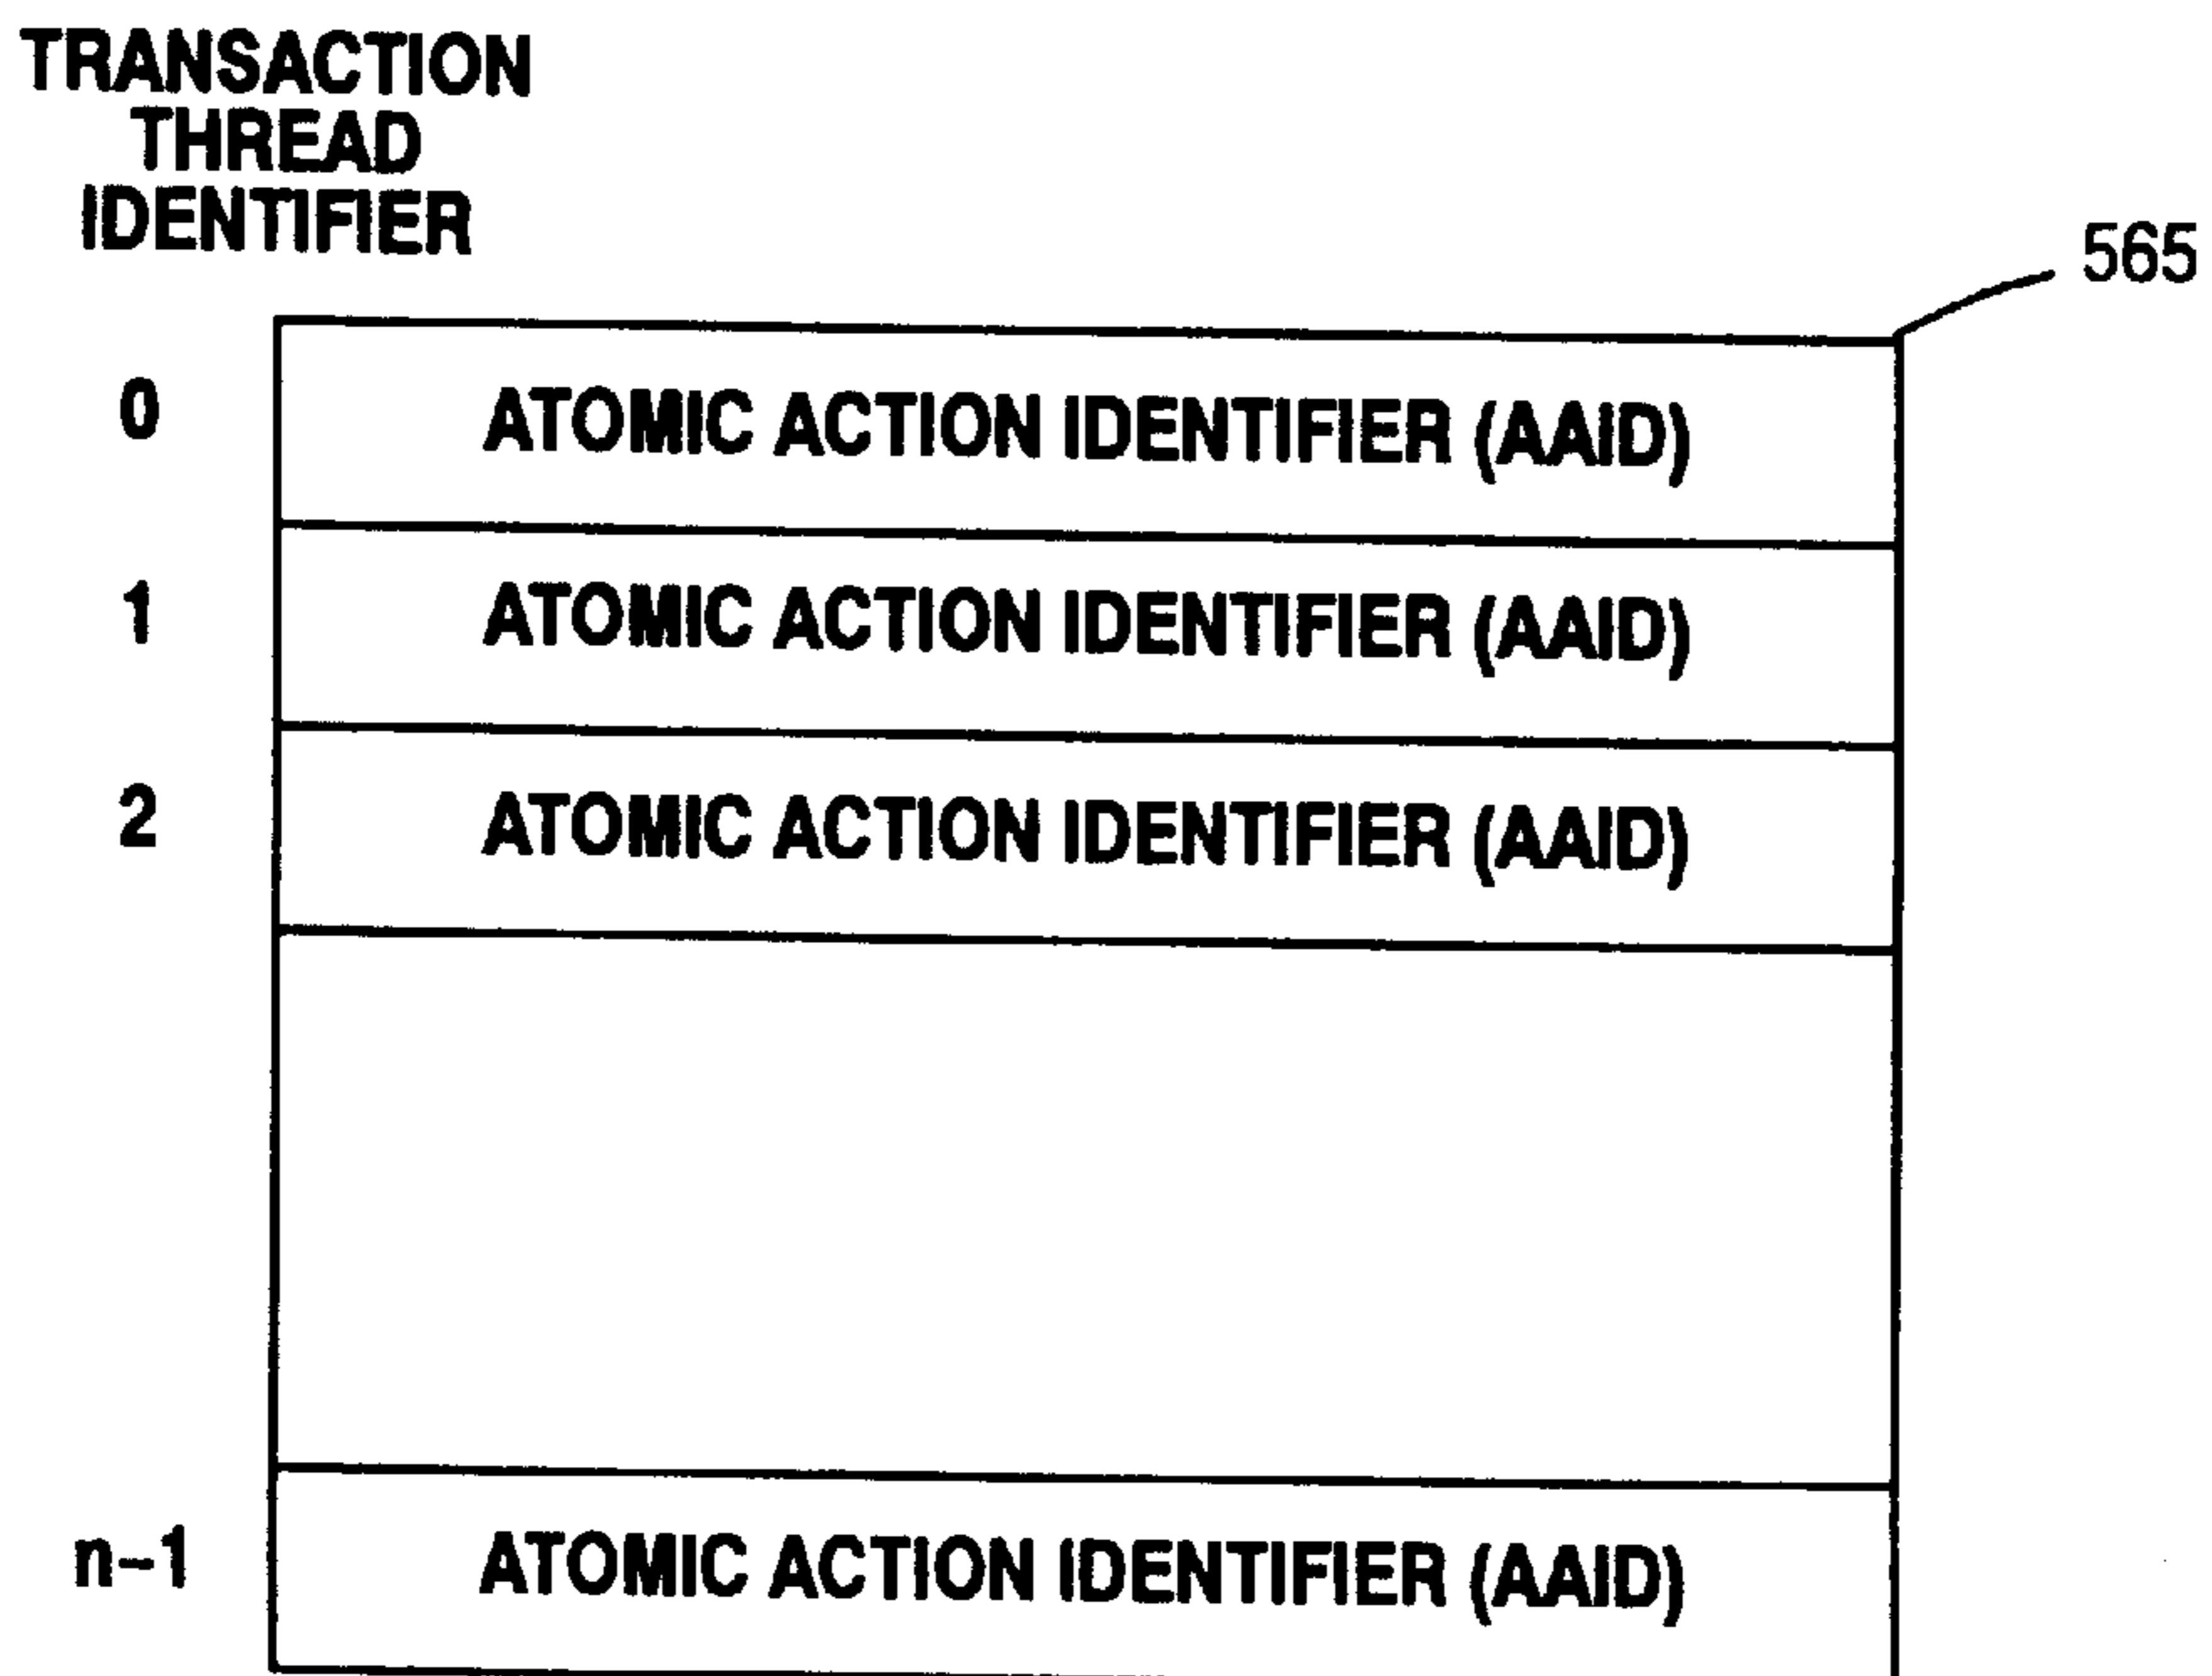 TRANSACTION
THREAD
IDENTIFIER
565
0 ATOMIC ACTION IDENTIFIER (AAID)
1 ATOMIC ACTION IDENTIFIER (AAID)
2 ATOMIC ACTION IDENTIFIER (AAID)
n-1 ATOMIC ACTION IDENTIFIER (AAID)